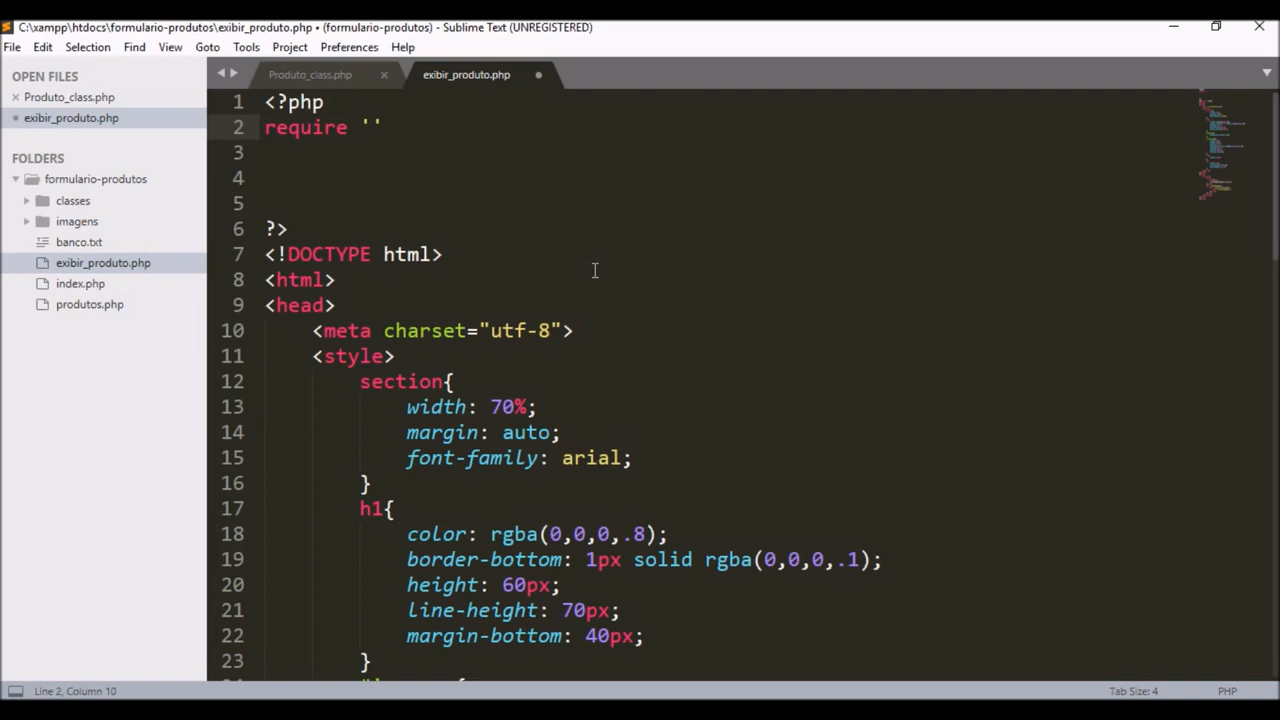 C:\xampp\htdocs\formulario-produtos\exibir_produto.php • (formulario-produtos) - Sublime Text (UNREGISTERED)
File Edit Selection Find View Goto Tools Project Preferences Help
OPEN FILES
Produto_class.php
exibir_produto.php
FOLDERS
formulario-produtos
classes
imagens
banco.txt
exibir_produto.php
index.php
produtos.php
Produto_class.php exibir_produto.php
1 <?php
2 require ''
3
4
5
6 ?>
7 <!DOCTYPE html>
8 <html>
9 <head>
10 <meta charset="utf-8">
11 <style>
12 section{
13 width: 70%;
14 margin: auto;
15 font-family: arial;
16 }
17 h1{
18 color: rgba(0,0,0,.8);
19 border-bottom: 1px solid rgba(0,0,0,.1);
20 height: 60px;
21 line-height: 70px;
22 margin-bottom: 40px;
23 }
Line 2, Column 10 Tab Size: 4 PHP